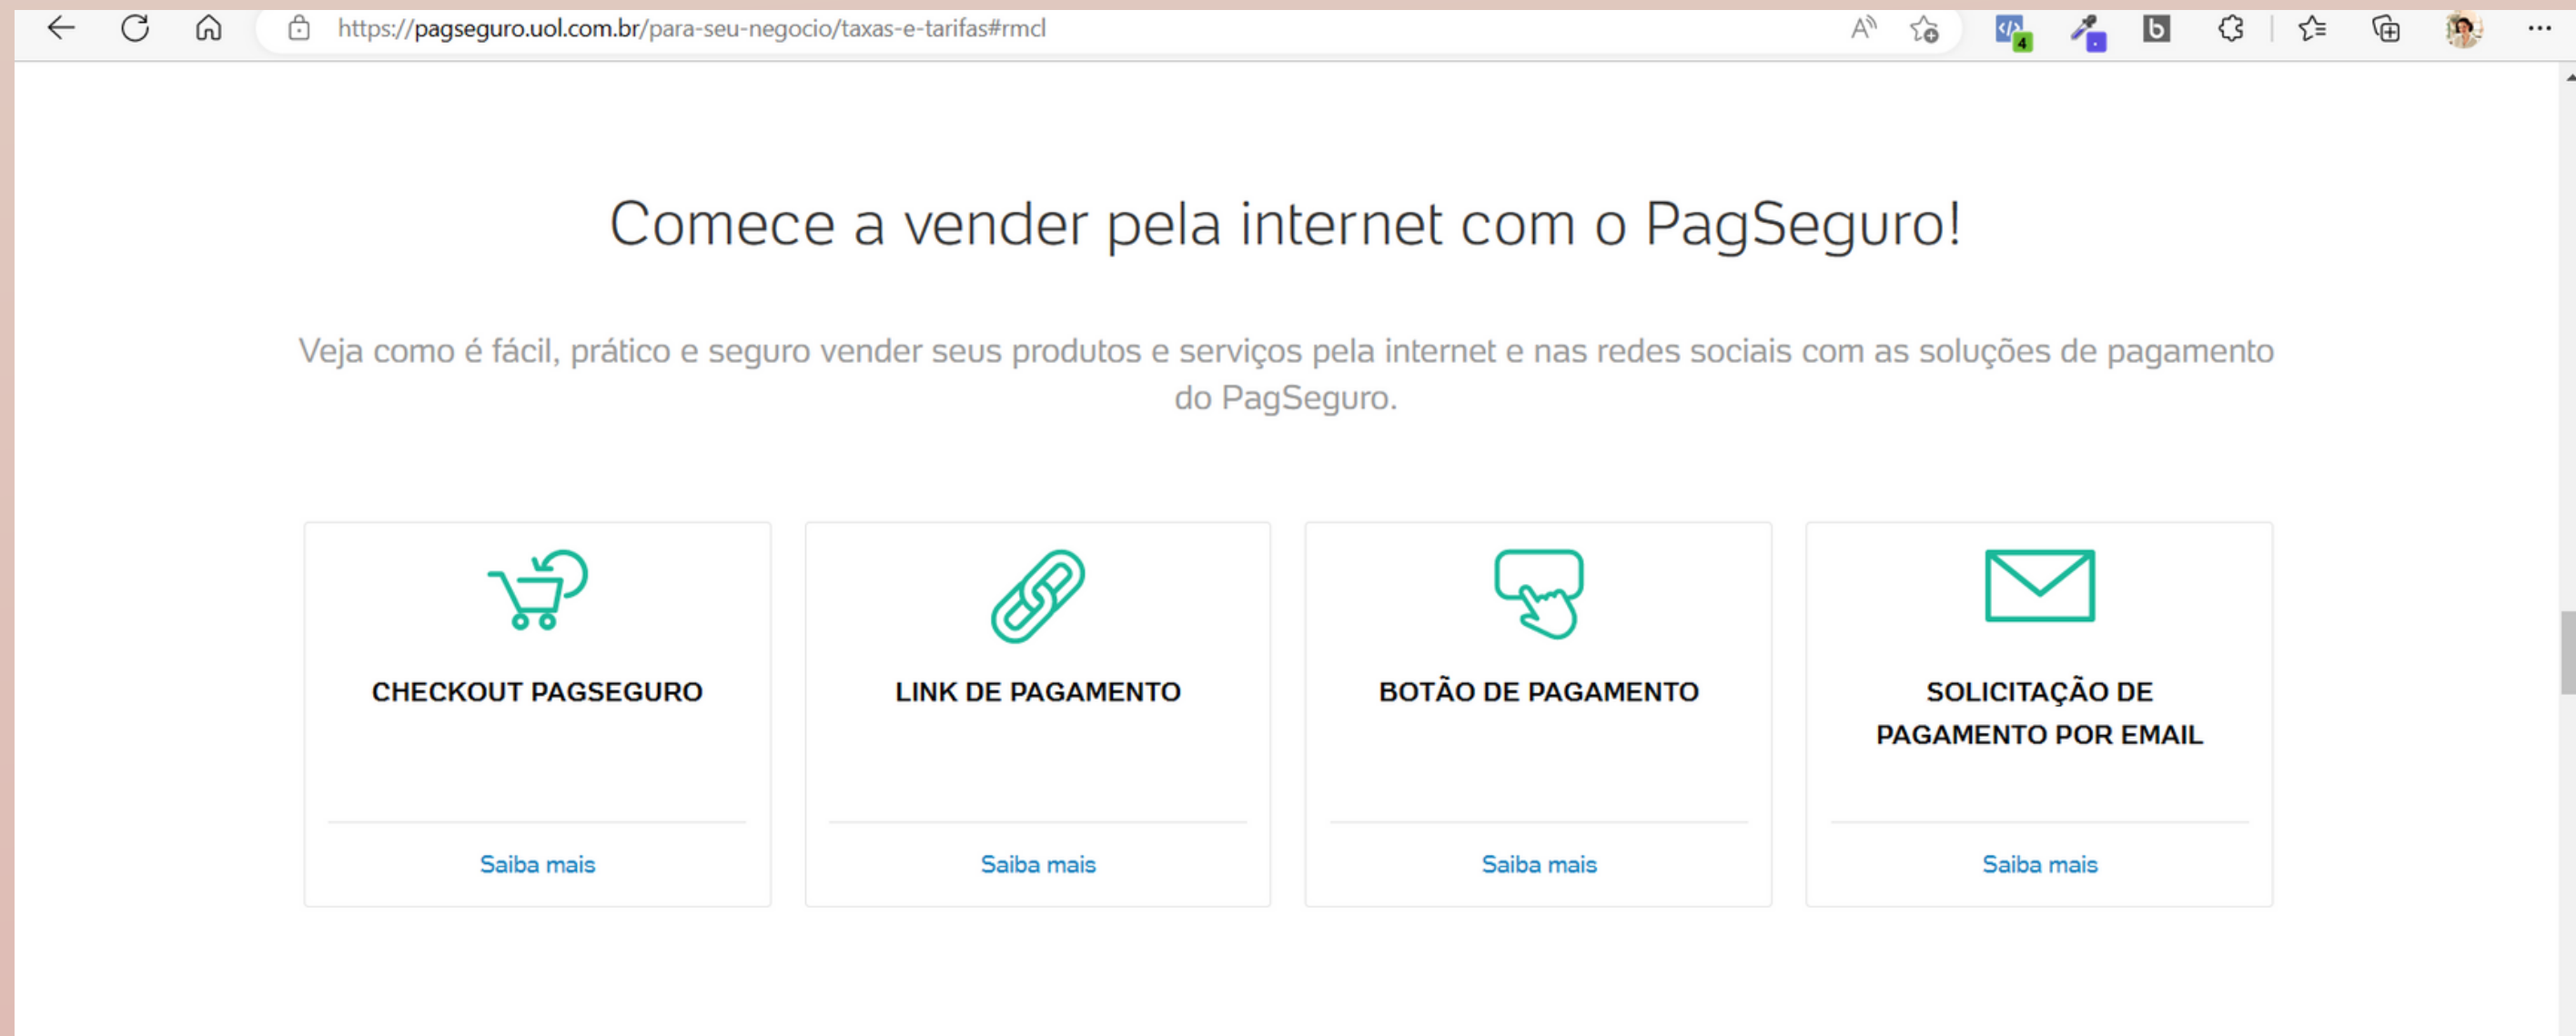 https://pagseguro.uol.com.br/para-seu-negocio/taxas-e-tarifas#rmcl
A
4
b
Comece a vender pela internet com o PagSeguro!
Veja como é fácil, prático e seguro vender seus produtos e serviços pela internet e nas redes sociais com as soluções de pagamento
do PagSeguro.
CHECKOUT PAGSEGURO
LINK DE PAGAMENTO
BOTÃO DE PAGAMENTO
SOLICITAÇÃO DE
PAGAMENTO POR EMAIL
Saiba mais
Saiba mais
Saiba mais
Saiba mais